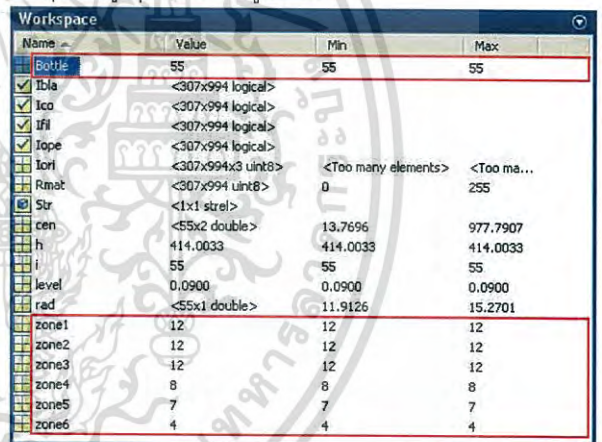 Workspace
Name Value Min Max
Bottle 55 55 55
Ibla <307x994 logical>
Ico <307x994 logical>
Ifil <307x994 logical>
Iope <307x994 logical>
Iori <307x994x3 uint8> <Too many elements> <Too ma...
Rmat <307x994 uint8> 0 255
Str <1x1 strel>
cen <55x2 double> 13.7696 977.7907
h 414.0033 414.0033 414.0033
i 55 55 55
level 0.0900 0.0900 0.0900
rad <55x1 double> 11.9126 15.2701
zone1 12 12 12
zone2 12 12 12
zone3 12 12 12
zone4 8 8 8
zone5 7 7 7
zone6 4 4 4